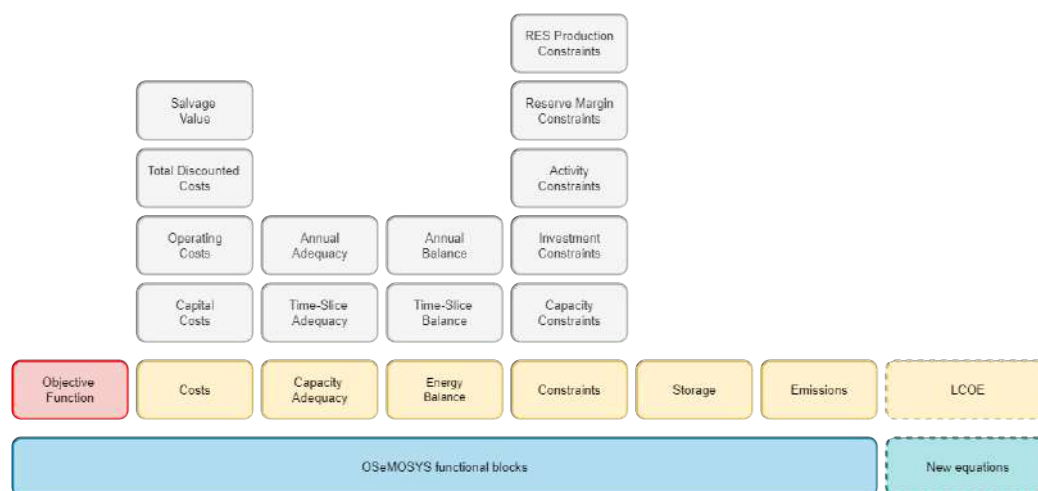 RES Production
Constraints
Salvage
Value
Reserve Margin
Constraints
Total Discounted
Costs
Activity
Constraints
Operating
Costs
Annual
Adequacy
Annual
Balance
Investment
Constraints
Capital
Costs
Time-Slice
Adequacy
Time-Slice
Balance
Capacity
Constraints
Objective
Function
Costs
Capacity
Adequacy
Energy
Balance
Constraints
Storage
Emissions
LCOE
OSeMOSYS functional blocks
New equations